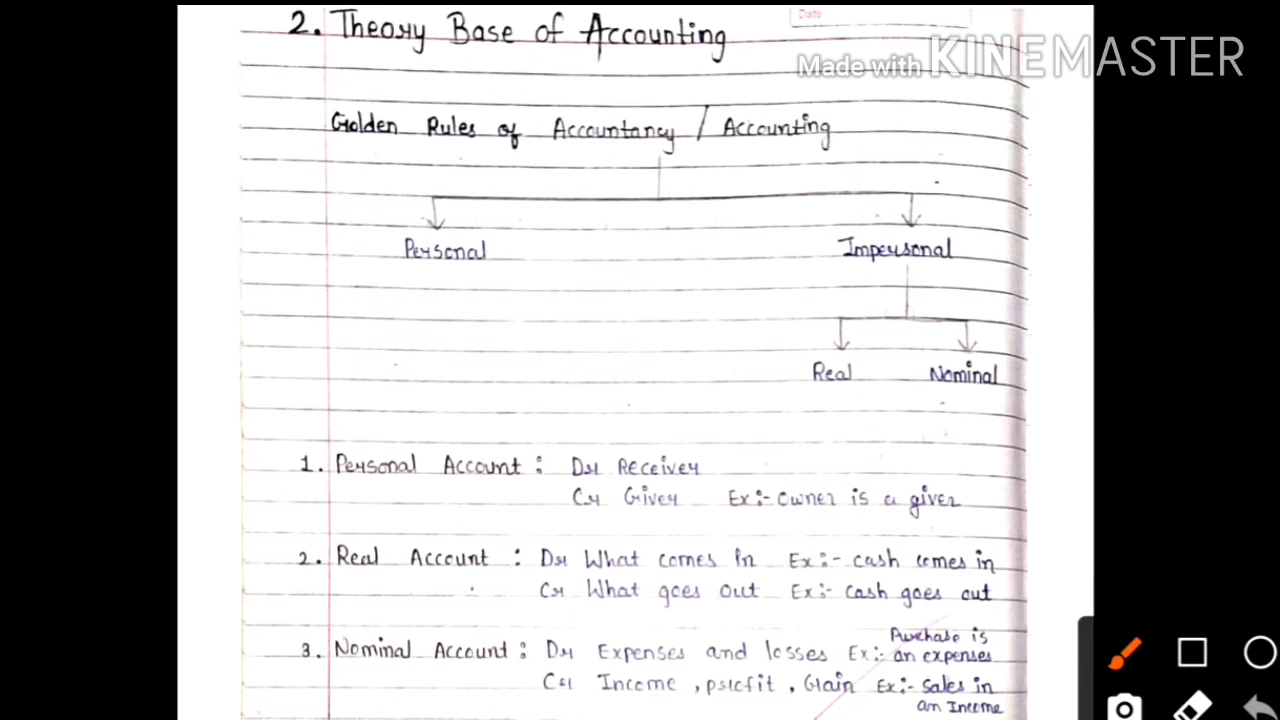 Date
2. Theory Base of Accounting
Made with KINEMASTER
Golden Rules of Accountancy / Accounting
Personal
Impersonal
Real
Nominal
1. Personal Account : Dr Receiver
Cr Giver Ex:- owner is a giver
2. Real Account : Dr What comes in Ex:- cash comes in
Cr What goes out Ex:- cash goes out
3. Nominal Account : Dr Expenses and losses Ex:- Purchase is an expenses
Cr Income, profit, Gain Ex:- Sales in an Income